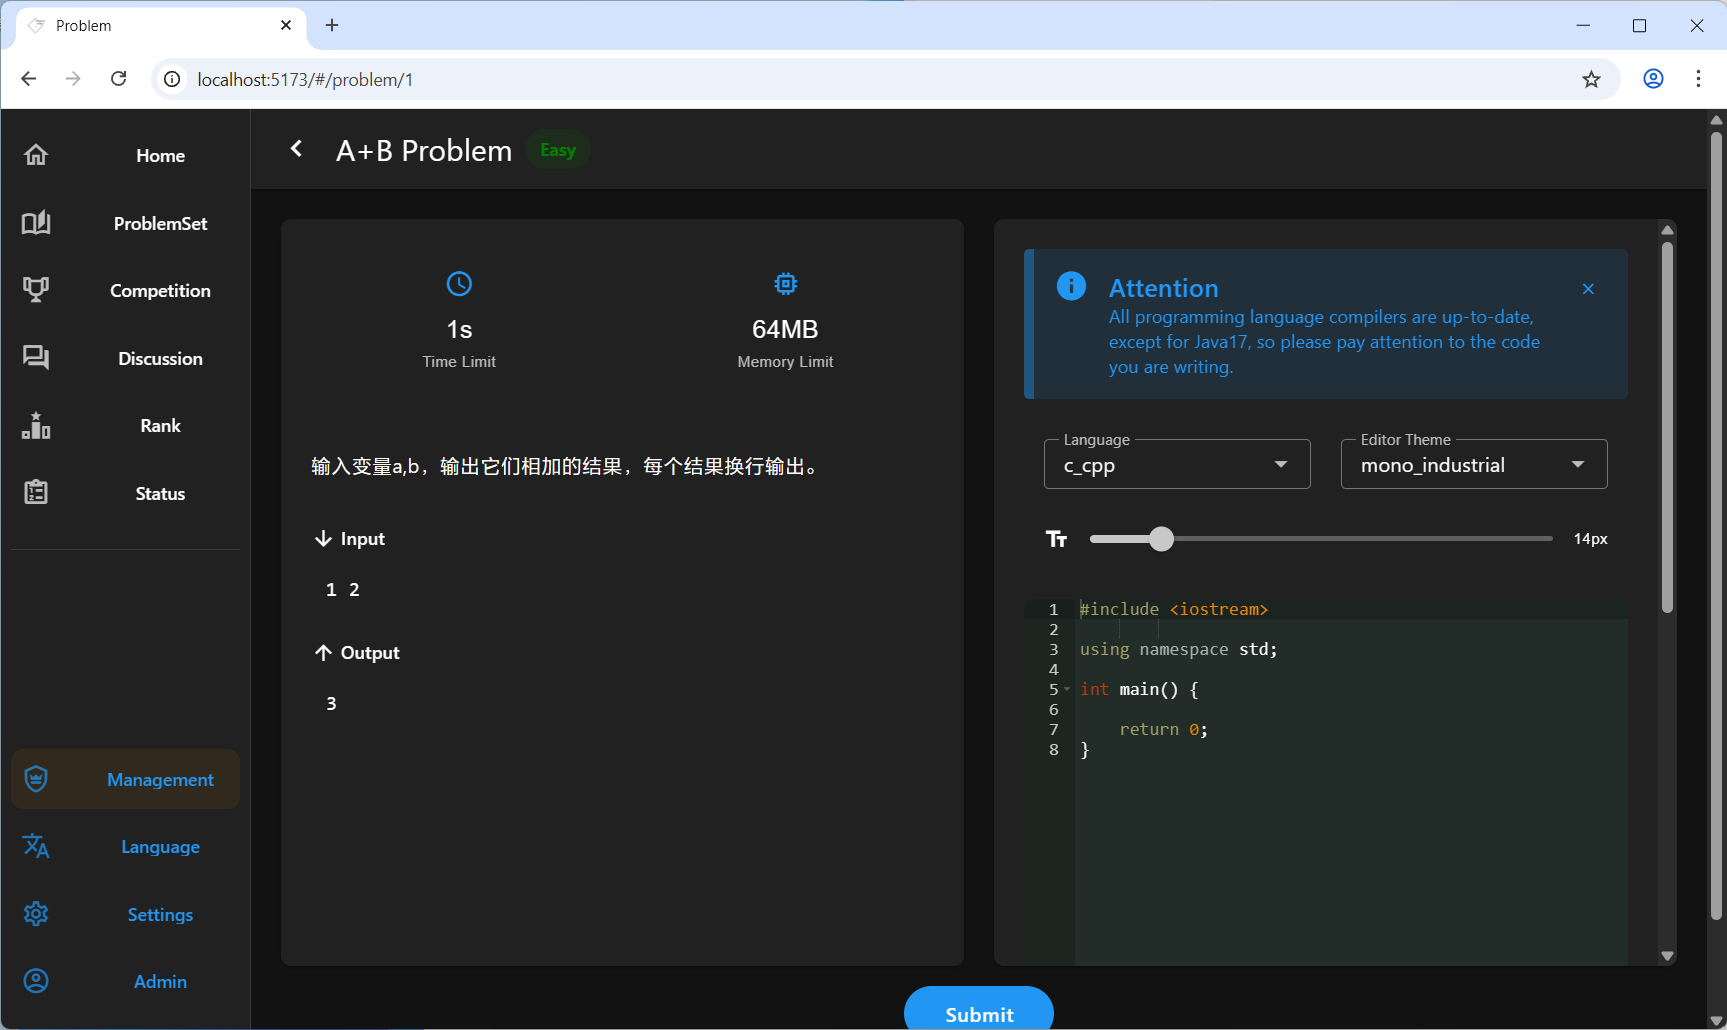 Problem
localhost:5173/#/problem/1
Home
ProblemSet
Competition
Discussion
Rank
Status
Management
Language
Settings
Admin
A+B Problem Easy
1s
Time Limit
64MB
Memory Limit
输入变量a,b，输出它们相加的结果，每个结果换行输出。
Input
1 2
Output
3
Attention
All programming language compilers are up-to-date,
except for Java17, so please pay attention to the code
you are writing.
Language
c_cpp
Editor Theme
mono_industrial
14px
1 #include <iostream>
2
3 using namespace std;
4
5 int main() {
6
7     return 0;
8 }
Submit